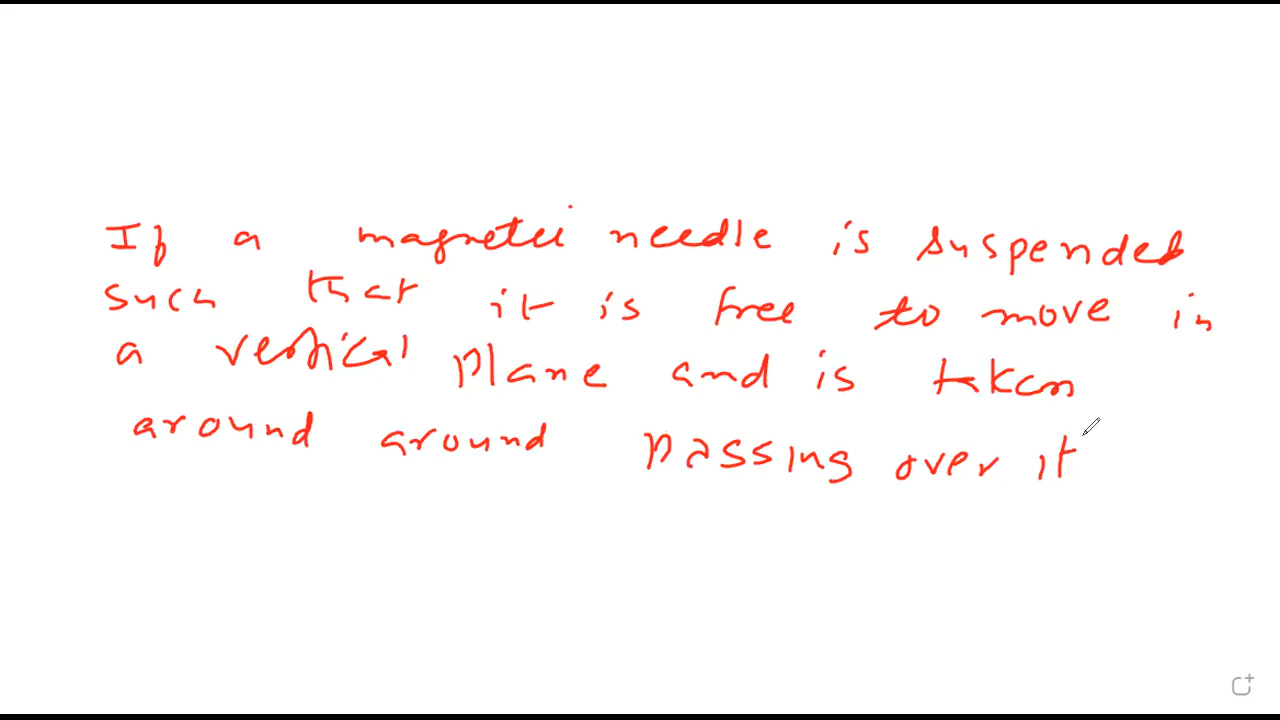 If a magnetic needle is suspended
such that it is free to move in
a vertical plane and is taken
around around passing over it